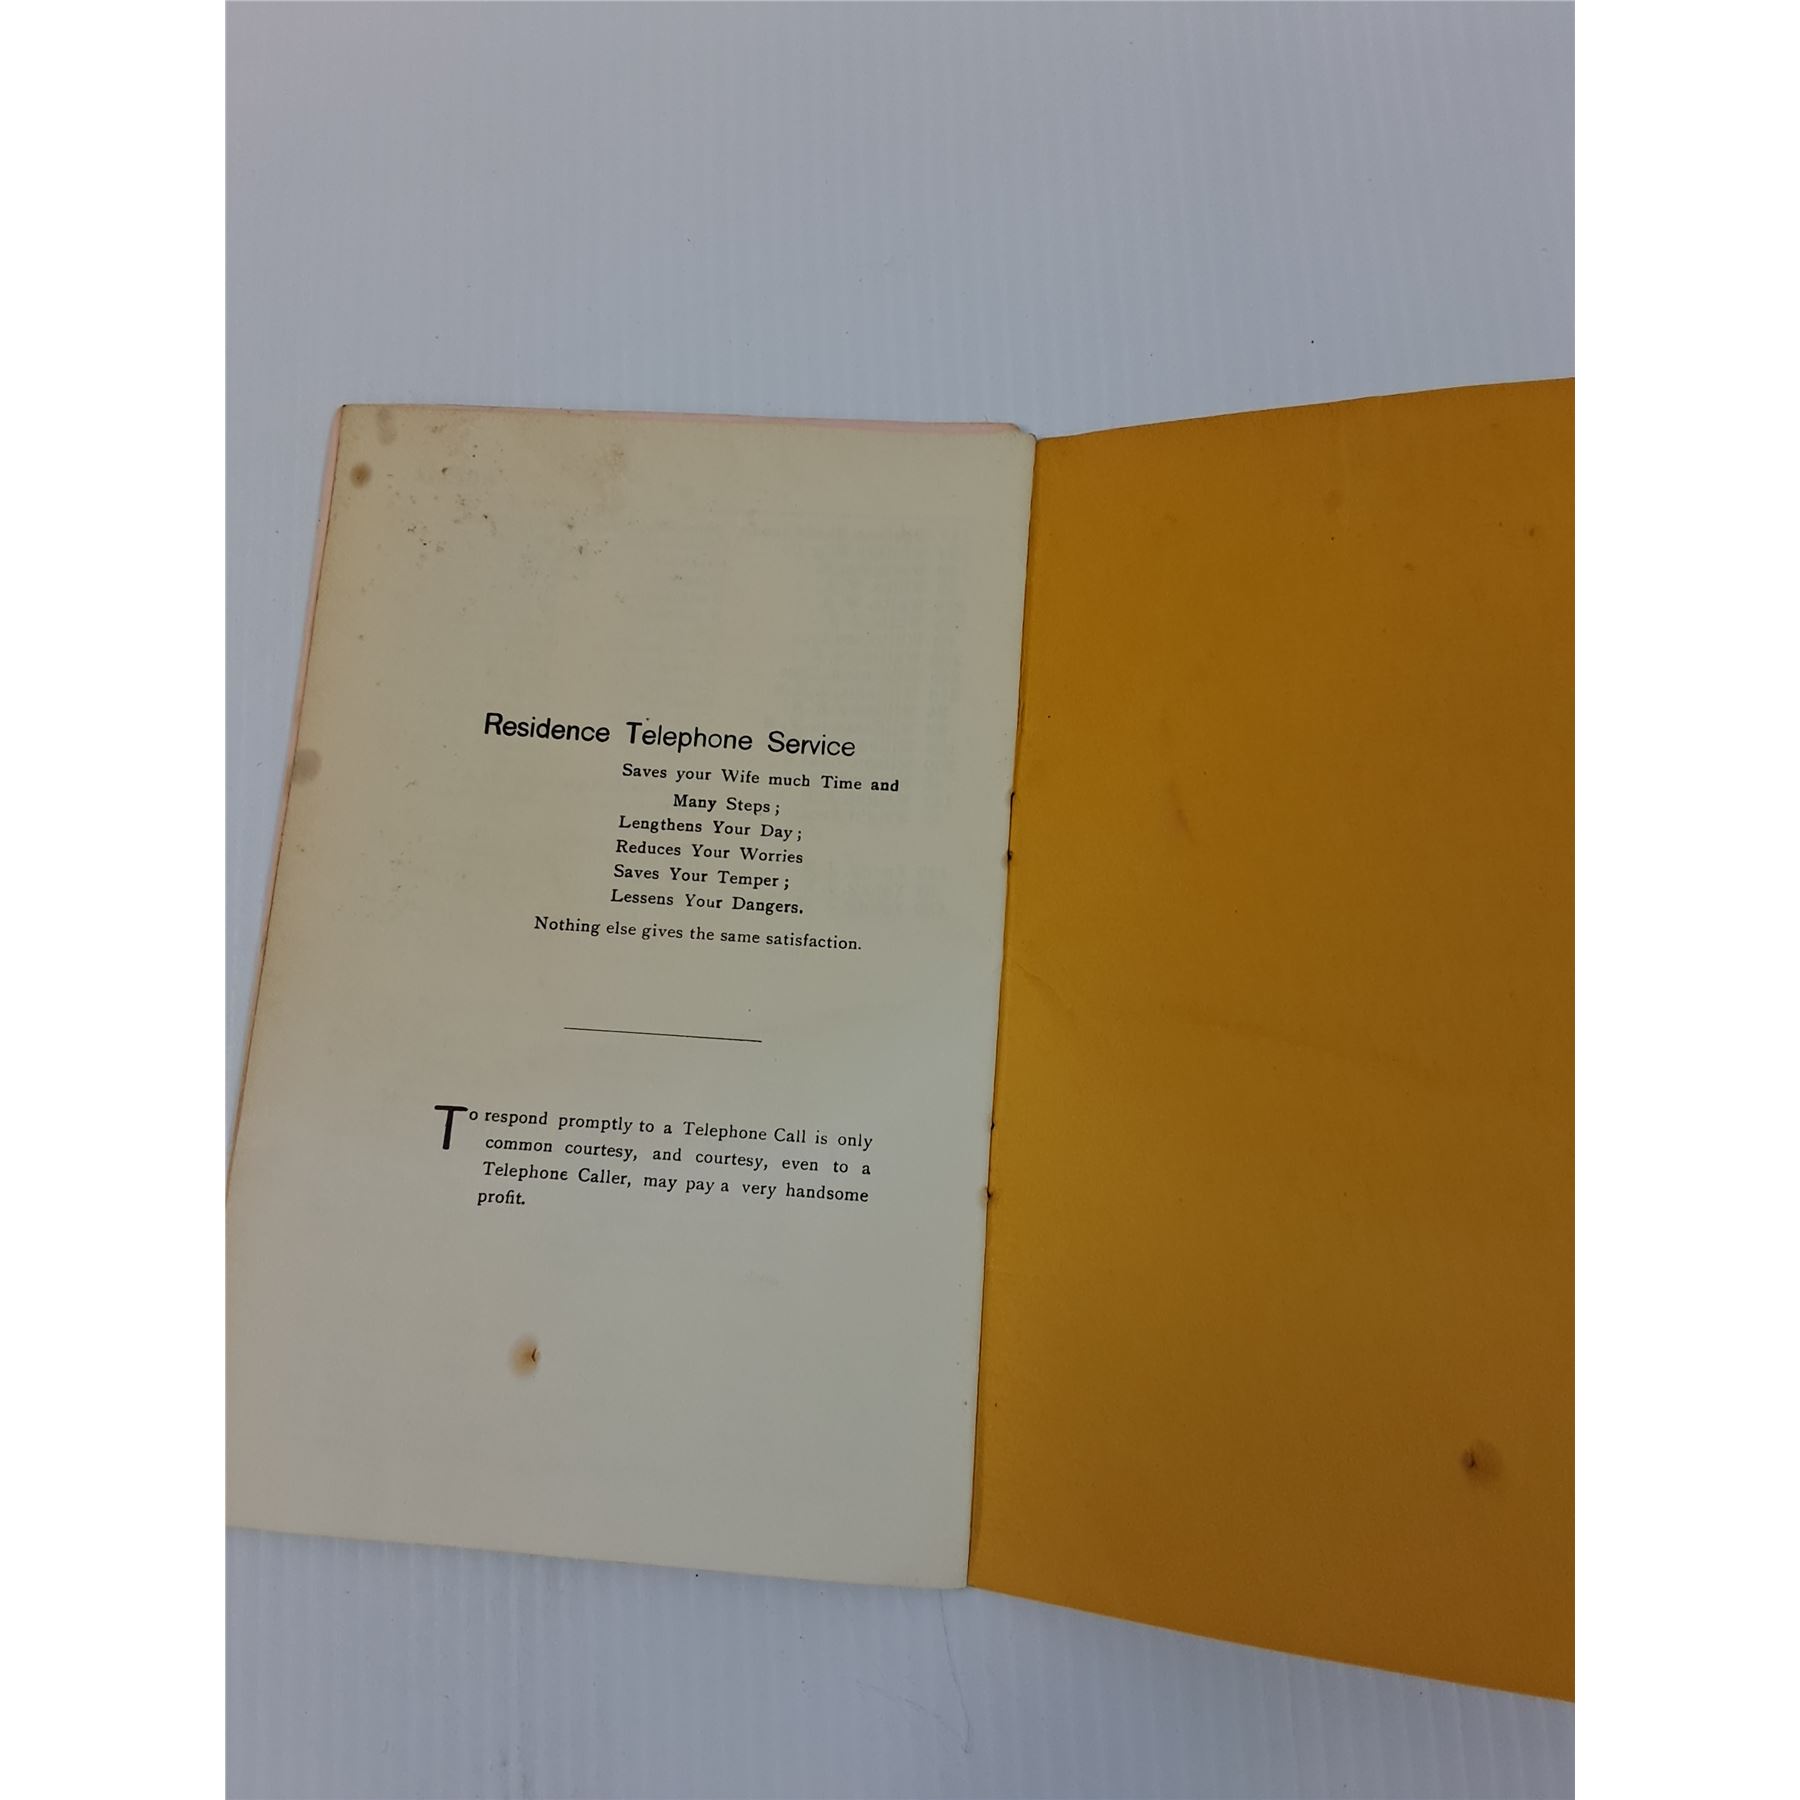 Residence Telephone Service
Saves your Wife much Time and
Many Steps ;
Lengthens Your Day ;
Reduces Your Worries
Saves Your Temper ;
Lessens Your Dangers.
Nothing else gives the same satisfaction.
To respond promptly to a Telephone Call is only
common courtesy, and courtesy, even to a
Telephone Caller, may pay a very handsome
profit.